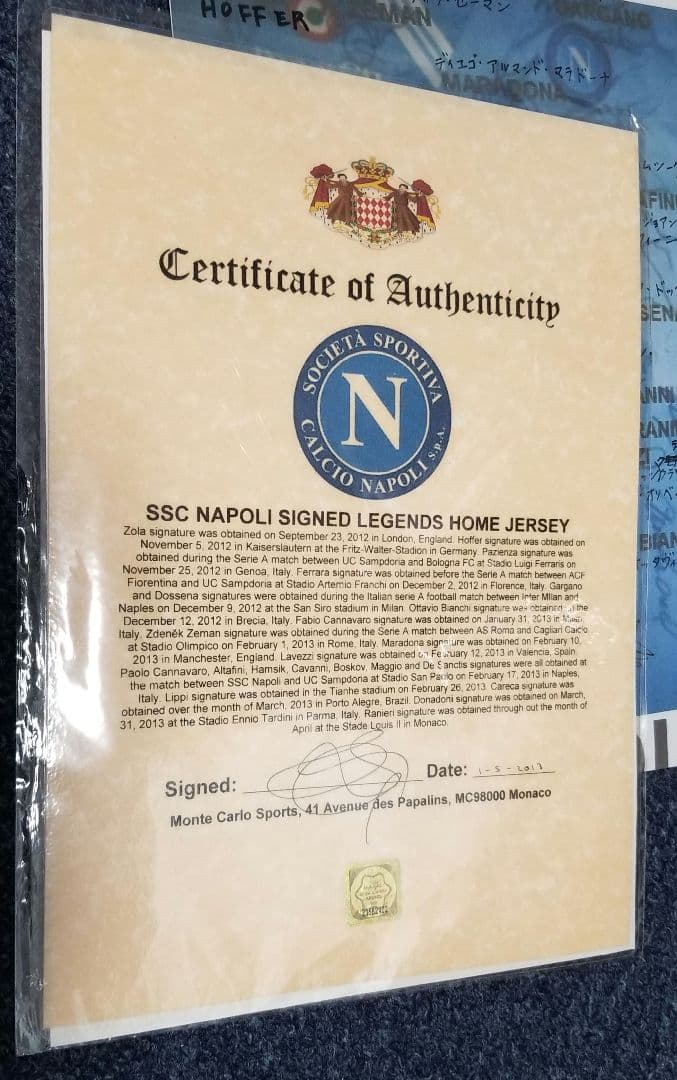 HOFFER
ZEMAN
GARGANO
ディエゴ・アルマンド・マラドーナ
MARADONA
Certificate of Authenticity
SOCIETÀ SPORTIVA
N
CALCIO NAPOLI S.p.A.
SSC NAPOLI SIGNED LEGENDS HOME JERSEY
Zola signature was obtained on September 23, 2012 in London, England. Hoffer signature was obtained on
November 5, 2012 in Kaiserslautern at the Fritz-Walter-Stadion in Germany. Pazienza signature was
obtained during the Serie A match between UC Sampdoria and Bologna FC at Stadio Luigi Ferraris on
November 25, 2012 in Genoa, Italy. Ferrara signature was obtained before the Serie A match between ACF
Fiorentina and UC Sampdoria at Stadio Artemio Franchi on December 2, 2012 in Florence, Italy. Gargano
and Dossena signatures were obtained during the Italian serie A football match between Inter MIlan and
Naples on December 9, 2012 at the San Siro stadium in Milan. Ottavio Bianchi signature was obtained on the
December 12, 2012 in Brecia, Italy. Fabio Cannavaro signature was obtained on January 31, 2013 in Milan,
Italy. Zdeněk Zeman signature was obtained during the Serie A match between AS Roma and Cagliari Calcio
at Stadio Olimpico on February 1, 2013 in Rome, Italy. Maradona signature was obtained on February 10,
2013 in Manchester, England. Lavezzi signature was obtained on February 12, 2013 in Valencia, Spain.
Paolo Cannavaro, Altafini, Hamsik, Cavanni, Boskov, Maggio and De Sanctis signatures were all obtained at
the match between SSC Napoli and UC Sampdoria at Stadio San Paolo on February 17, 2013 in Naples,
Italy. Lippi signature was obtained in the Tianhe stadium on February 26, 2013. Careca signature was
obtained over the month of March, 2013 in Porto Alegre, Brazil. Donadoni signature was obtained on March,
31, 2013 at the Stadio Ennio Tardini in Parma, Italy. Ranieri signature was obtained through out the month of
April at the Stade Louis II in Monaco.
Signed: Date: 1-5-2013
Monte Carlo Sports, 41 Avenue des Papalins, MC98000 Monaco